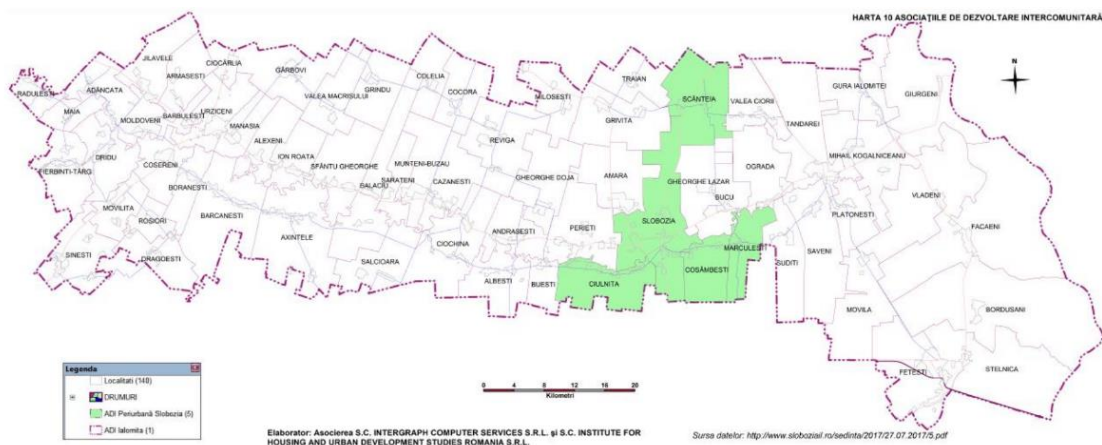 HARTA 10 ASOCIAȚIILE DE DEZVOLTARE INTERCOMUNITARĂ
N
JILAVELE
CIOCÂRLIA
ARMASESTI
GÂRBOVI
COLELIA
TRAIAN
RADULESTI
ADÂNCATA
GRINDU
COCORA
MILOSESTI
SCÂNTEIA
GURA IALOMITEI
GIURGENI
MAIA
BARBULESTI
URZICENI
VALEA MACRISULUI
VALEA CIORII
MOLDOVENI
MANASIA
GRIVITA
TANDAREI
ALEXENI
REVIGA
DRIDU
ION ROATA
MIHAIL KOGALNICEANU
FIERBINTI-TÂRG
COSERENI
SFÂNTU GHEORGHE
MUNTENI-BUZAU
OGRADA
BORANESTI
SARATENI
CAZANESTI
GHEORGHE DOJA
AMARA
GHEORGHE LAZAR
BALACIU
VLADENI
MOVILITA
BUCU
ROSIORI
BARCANESTI
PLATONESTI
SLOBOZIA
PERIETI
FACAENI
AXINTELE
ANDRASESTI
CIOCHINA
MARCULESTI
SINESTI
DRAGOESTI
SAVENI
SALCIOARA
COSÂMBESTI
SUDITI
ALBESTI
BUESTI
CIULNITA
MOVILA
BORDUSANI
FETESTI
STELNICA
Legenda
Localitati (148)
DRUMURI
ADI Periurbană Slobozia (5)
ADI Ialomita (1)
0 4 8 12 16 20
Kilometri
Elaborator: Asocierea S.C. INTERGRAPH COMPUTER SERVICES S.R.L. și S.C. INSTITUTE FOR
HOUSING AND URBAN DEVELOPMENT STUDIES ROMANIA S.R.L.
Sursa datelor: http://www.sloboziail.ro/sedinta/2017/27.07.2017/5.pdf